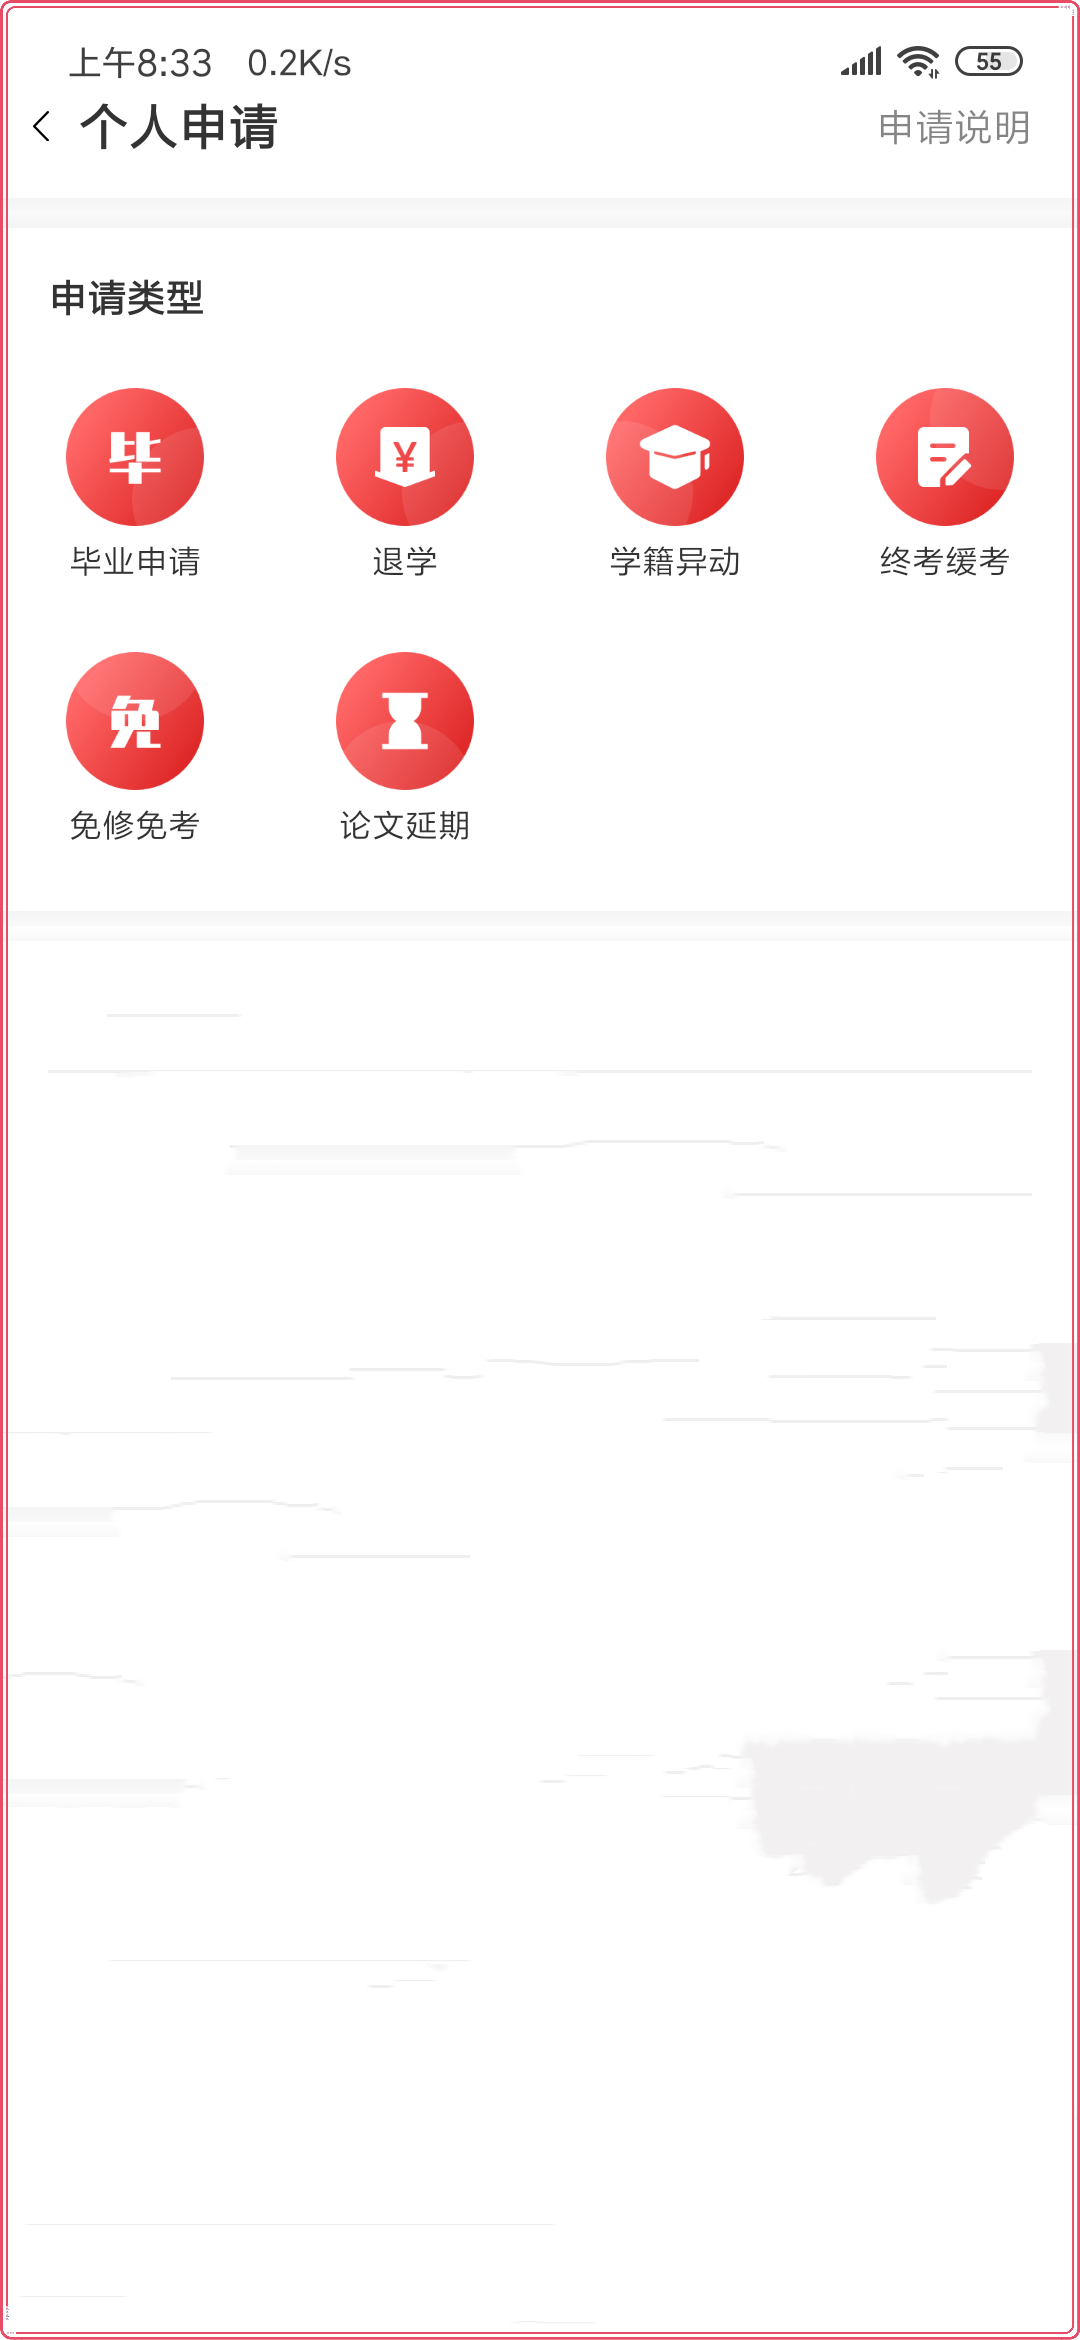 上午8:33 0.2K/s 55
个人申请 申请说明
申请类型
毕 ¥
毕业申请 退学 学籍异动 终考缓考
免
免修免考 论文延期